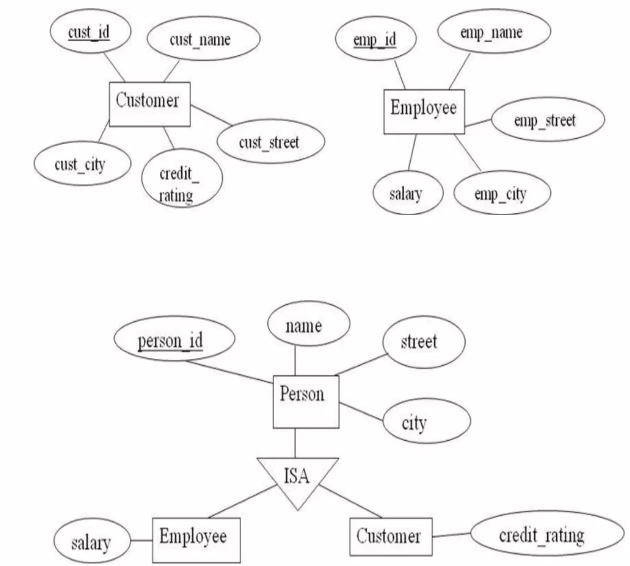 cust_id
cust_name
Customer
cust_city
credit_
rating
cust_street
emp_id
emp_name
Employee
emp_street
salary
emp_city
person_id
name
street
Person
city
ISA
salary
Employee
Customer
credit_rating